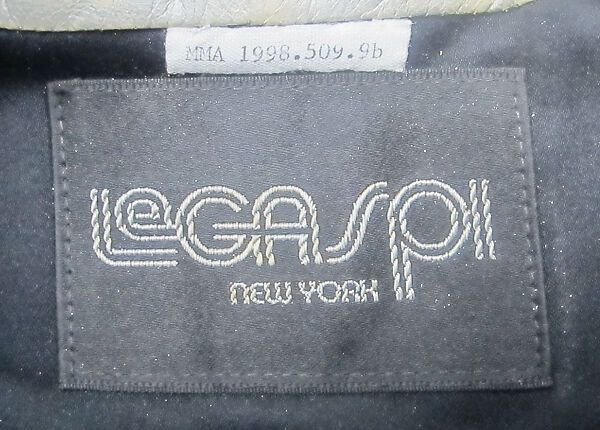 MMA 1998.509.9b
LeGASpI
NEW YORK